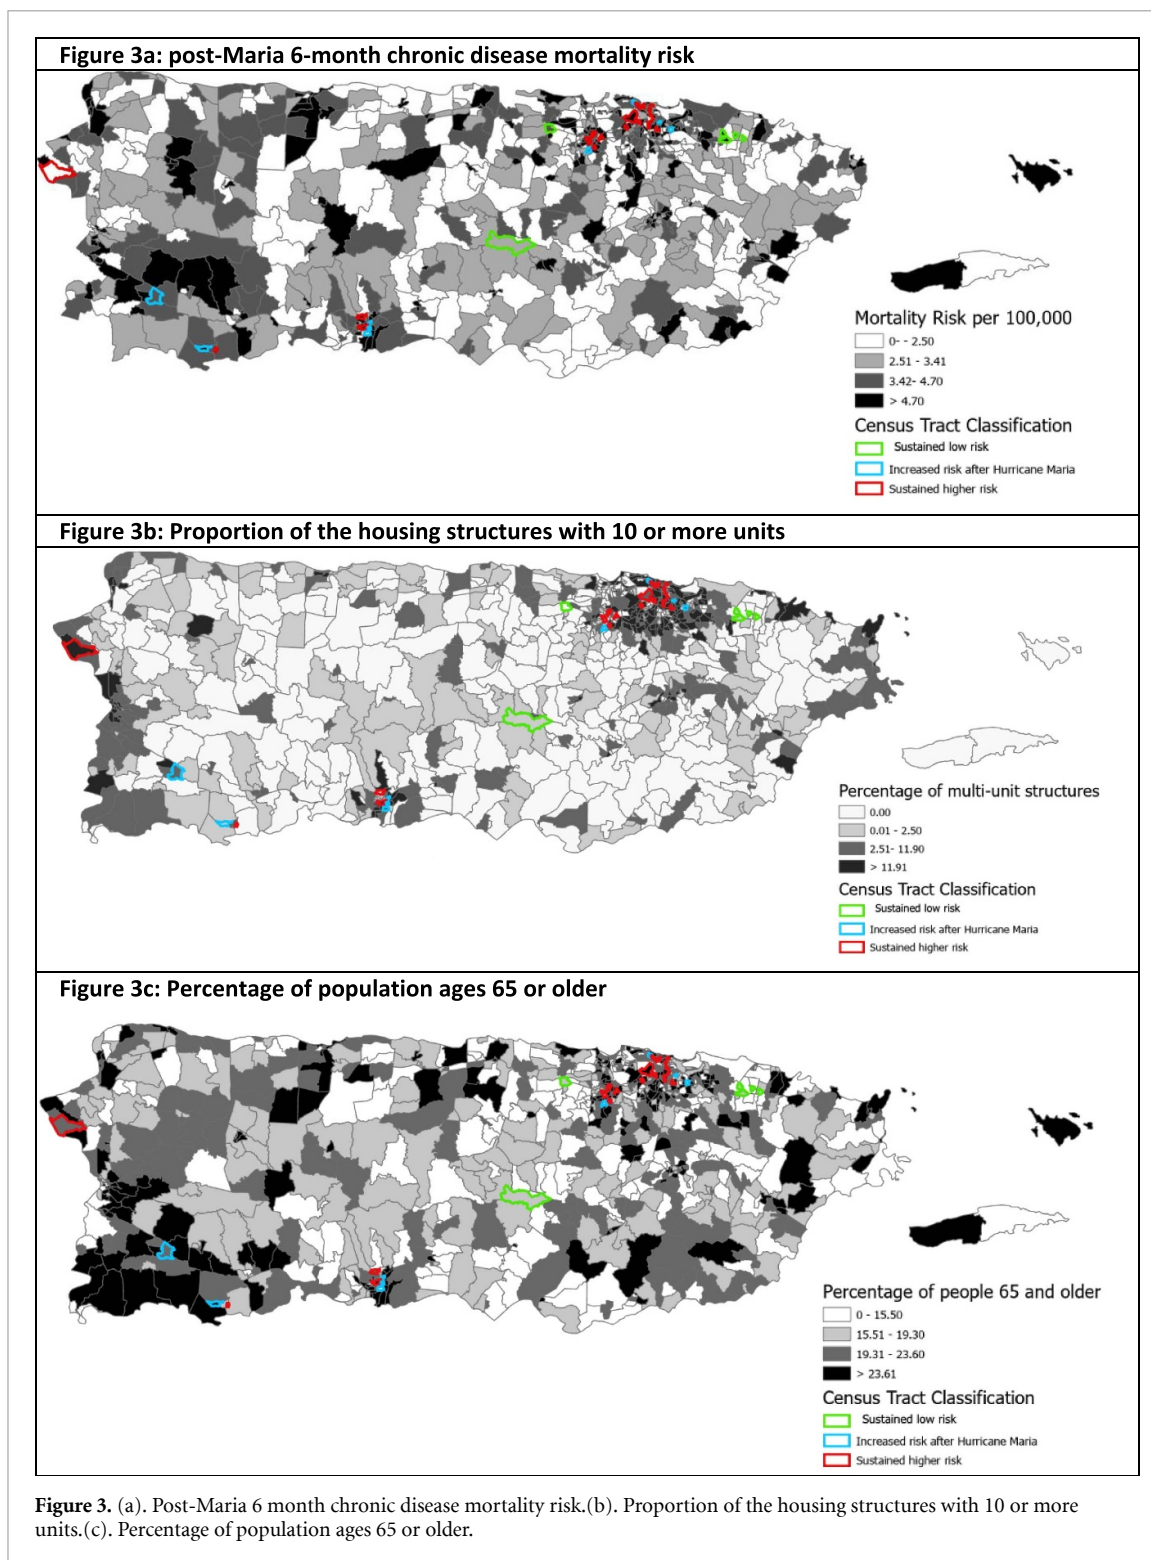 Figure 3a: post-Maria 6-month chronic disease mortality risk
Mortality Risk per 100,000
0- - 2.50
2.51 - 3.41
3.42- 4.70
> 4.70
Census Tract Classification
Sustained low risk
Increased risk after Hurricane Maria
Sustained higher risk
Figure 3b: Proportion of the housing structures with 10 or more units
Percentage of multi-unit structures
0.00
0.01 - 2.50
2.51- 11.90
> 11.91
Census Tract Classification
Sustained low risk
Increased risk after Hurricane Maria
Sustained higher risk
Figure 3c: Percentage of population ages 65 or older
Percentage of people 65 and older
0 - 15.50
15.51 - 19.30
19.31 - 23.60
> 23.61
Census Tract Classification
Sustained low risk
Increased risk after Hurricane Maria
Sustained higher risk
Figure 3. (a). Post-Maria 6 month chronic disease mortality risk.(b). Proportion of the housing structures with 10 or more
units.(c). Percentage of population ages 65 or older.